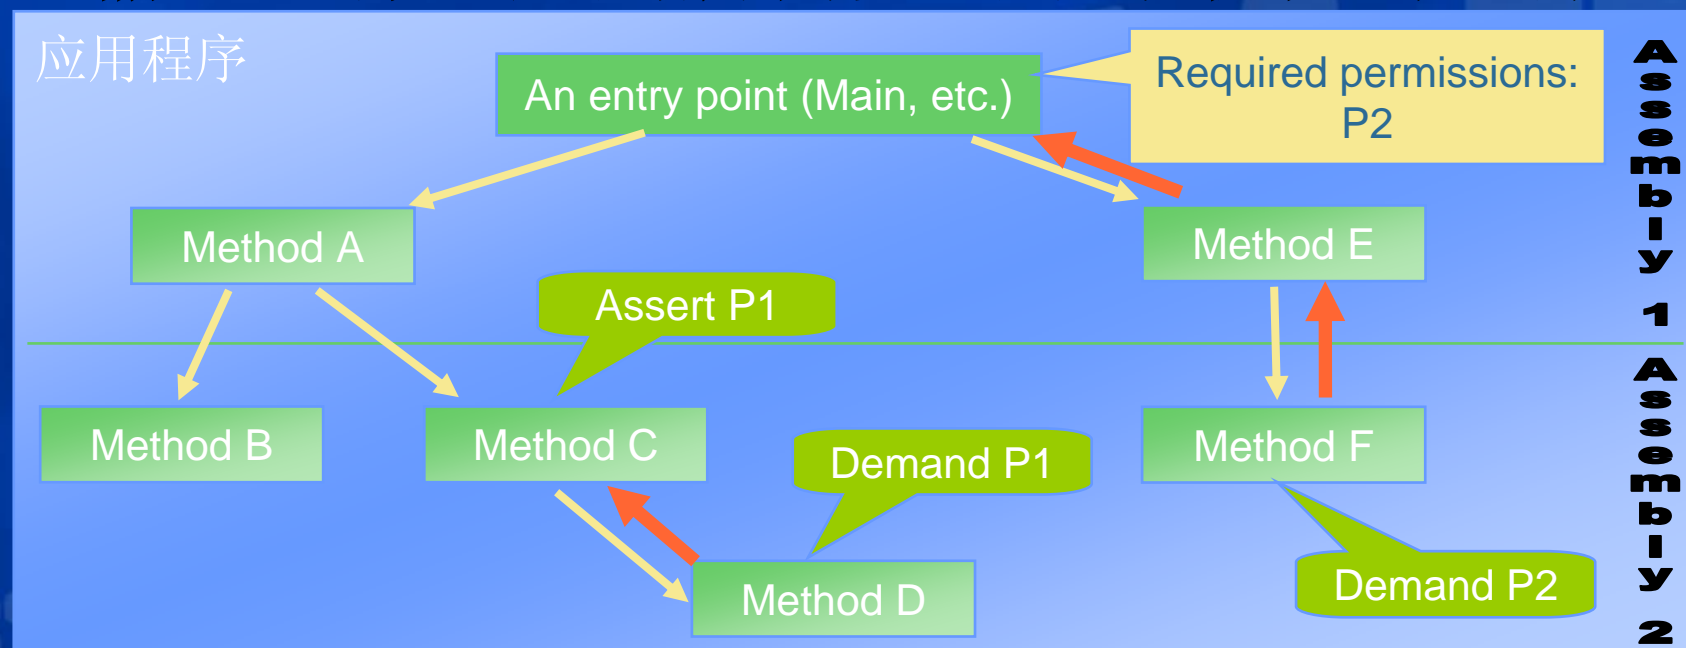 应用程序
An entry point (Main, etc.)
Required permissions:
P2
Method A
Method E
Assert P1
Method B
Method C
Demand P1
Method F
Method D
Demand P2
Assembly 1
Assembly 2